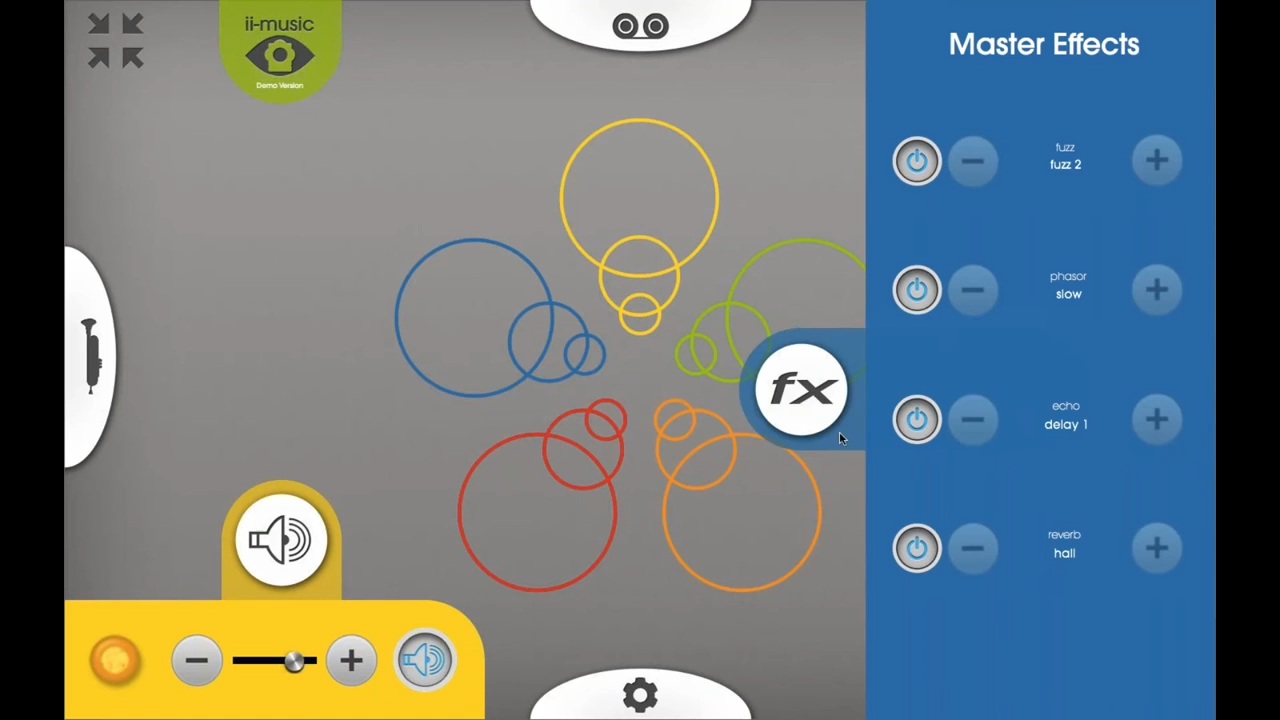 ii-music
Demo Version
Master Effects
fuzz
fuzz 2
phasor
slow
fx
echo
delay 1
reverb
hall